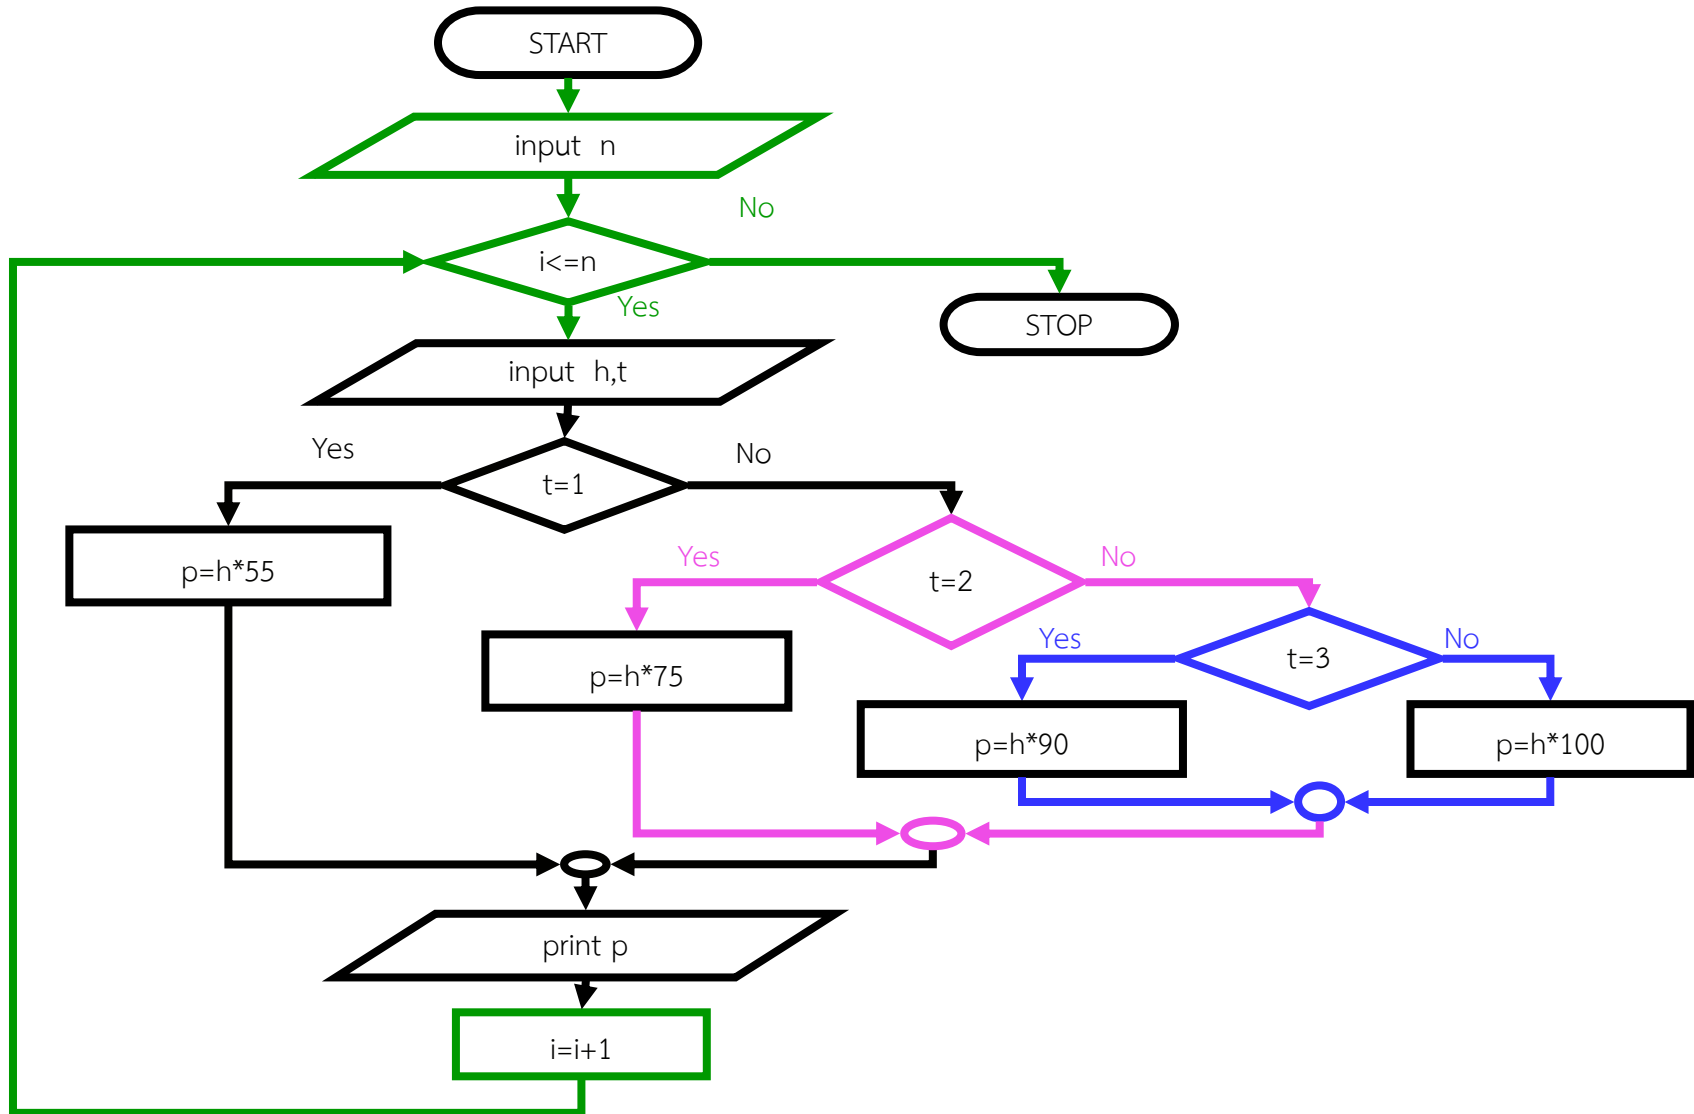 START
input n
No
i<=n
Yes
STOP
input h,t
Yes
No
t=1
p=h*55
Yes
No
t=2
p=h*75
Yes
No
t=3
p=h*90
p=h*100
print p
i=i+1